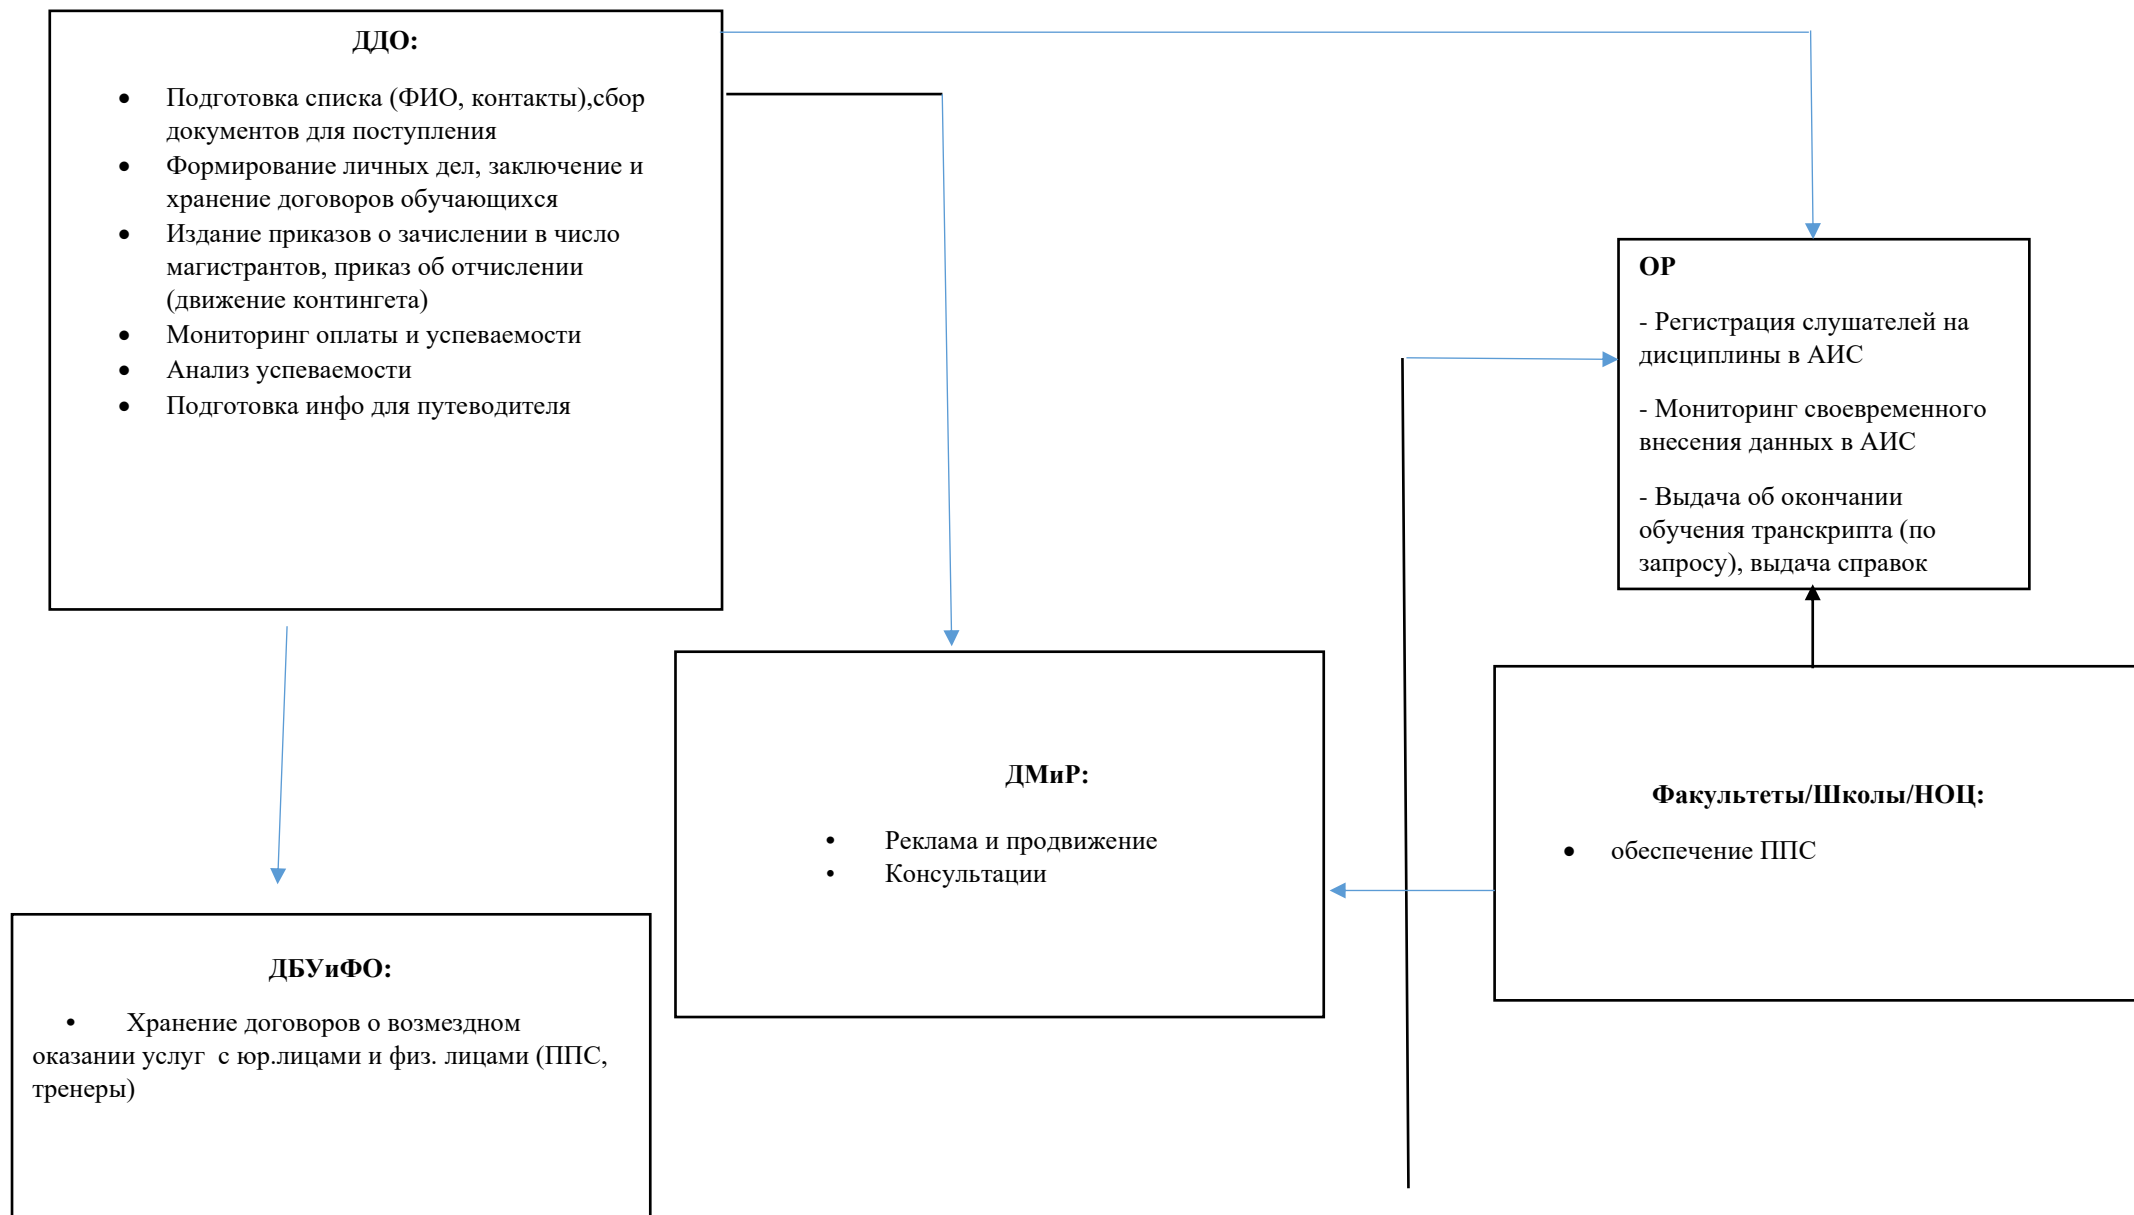 ДДО:
• Подготовка списка (ФИО, контакты),сбор
документов для поступления
• Формирование личных дел, заключение и
хранение договоров обучающихся
• Издание приказов о зачислении в число
магистрантов, приказ об отчислении
(движение контингета)
• Мониторинг оплаты и успеваемости
• Анализ успеваемости
• Подготовка инфо для путеводителя
ОР
- Регистрация слушателей на
дисциплины в АИС
- Мониторинг своевременного
внесения данных в АИС
- Выдача об окончании
обучения транскрипта (по
запросу), выдача справок
ДМиР:
• Реклама и продвижение
• Консультации
Факультеты/Школы/НОЦ:
• обеспечение ППС
ДБУиФО:
• Хранение договоров о возмездном
оказании услуг с юр.лицами и физ. лицами (ППС,
тренеры)